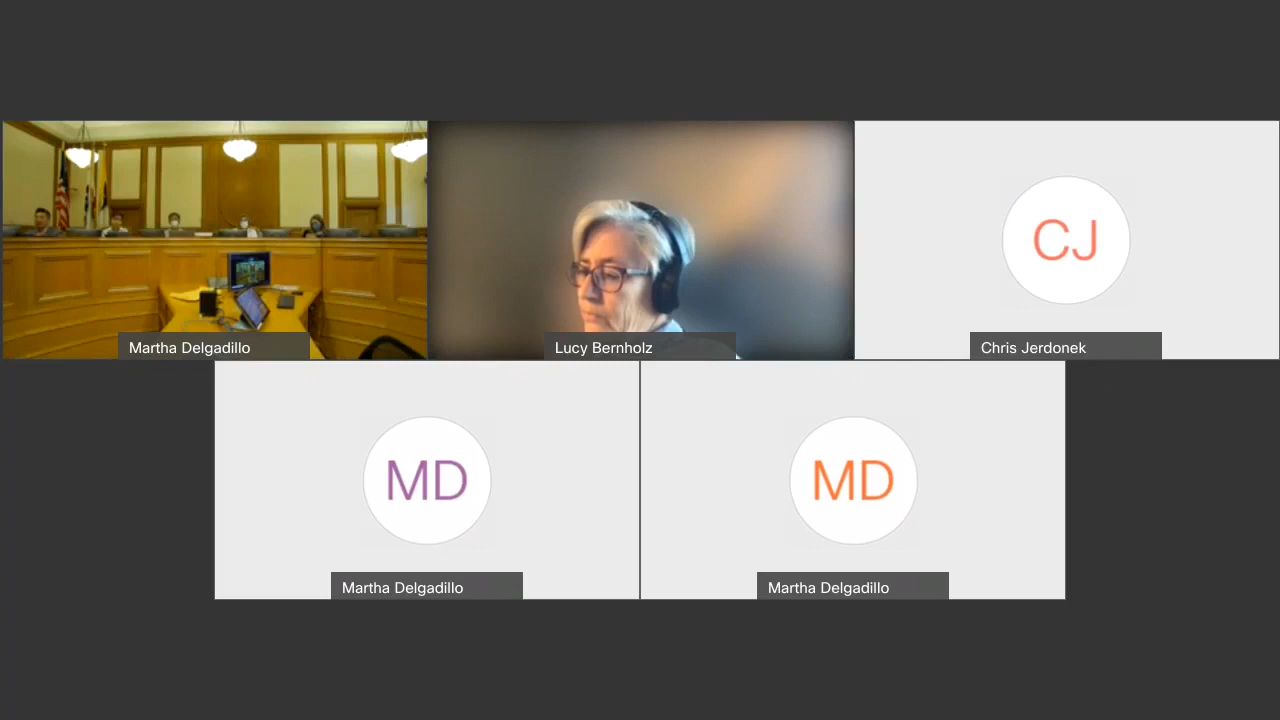 Martha Delgadillo
Lucy Bernholz
CJ
Chris Jerdonek
MD
Martha Delgadillo
MD
Martha Delgadillo